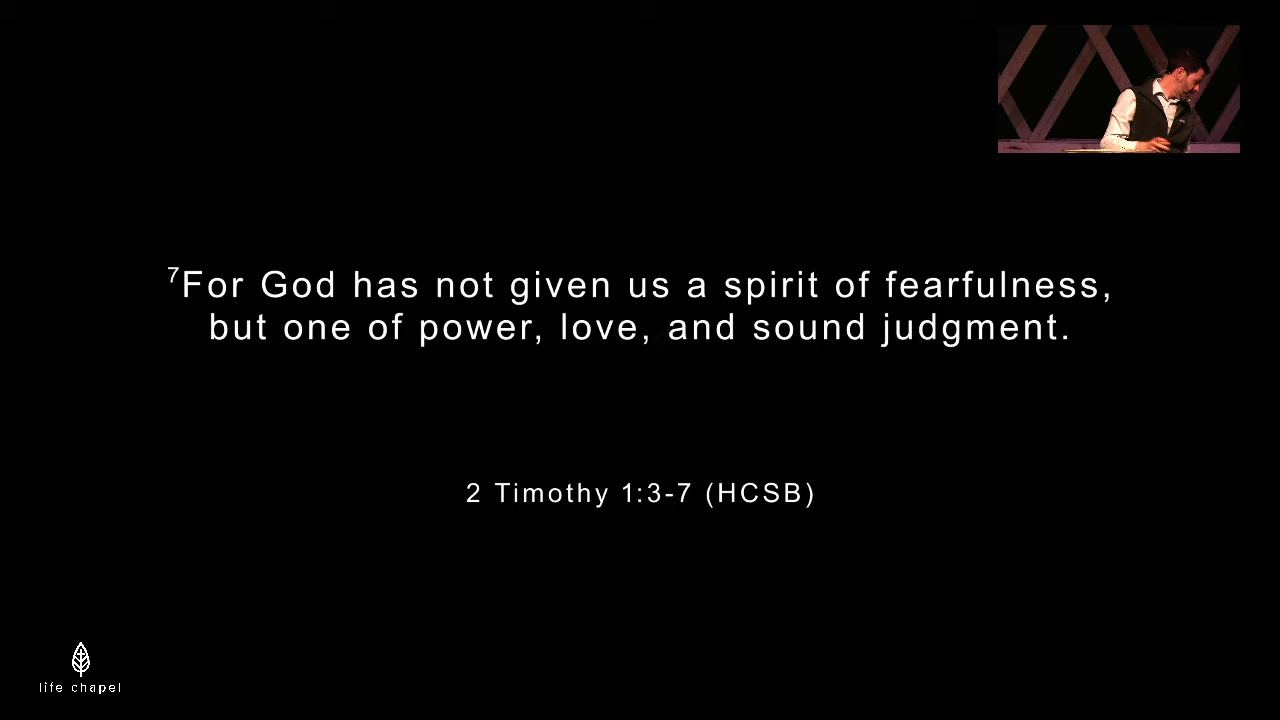 ⁷For God has not given us a spirit of fearfulness,
but one of power, love, and sound judgment.
2 Timothy 1:3-7 (HCSB)
life chapel